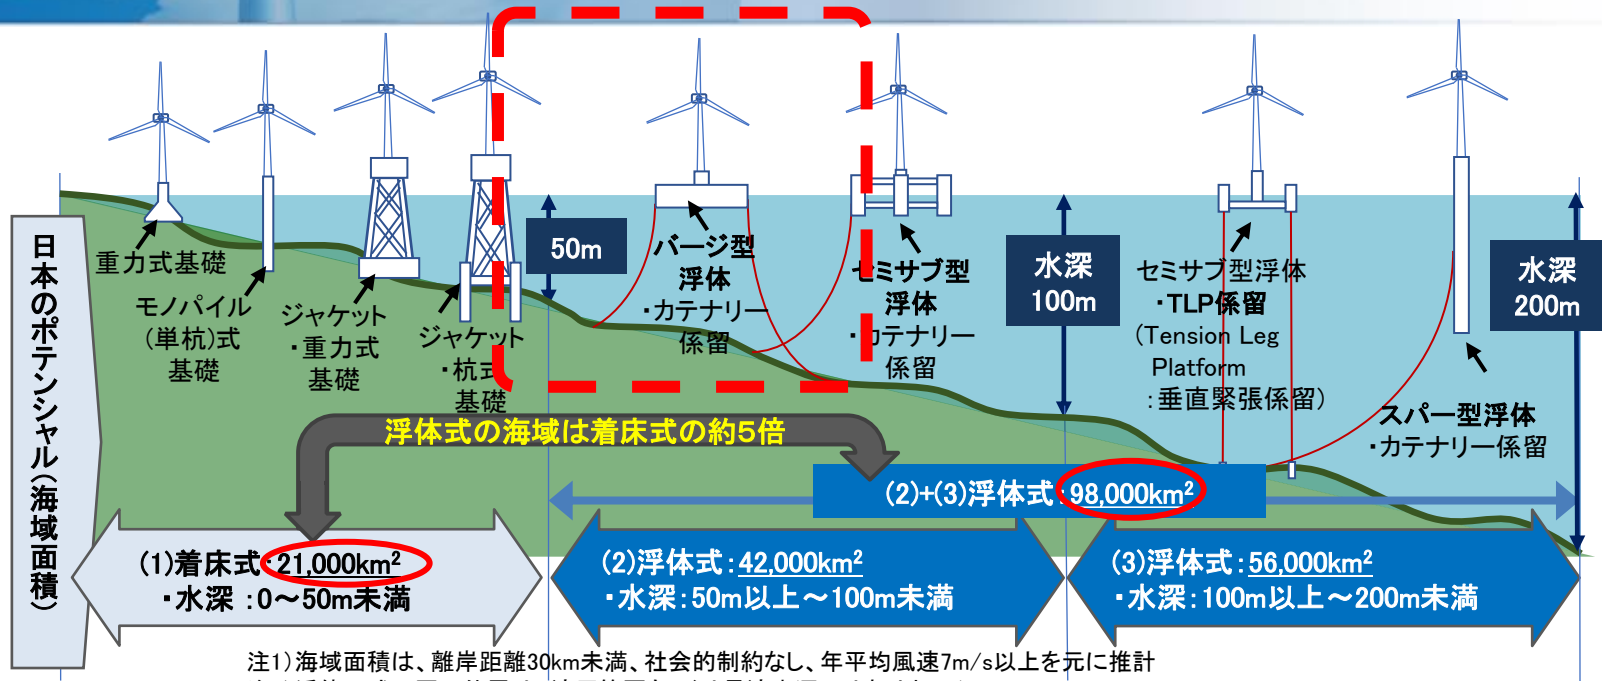 日本のポテンシャル(海域面積)
重力式基礎
モノパイル
(単杭)式
基礎
ジャケット
・重力式
基礎
ジャケット
・杭式
基礎
50m
バージ型
浮体
・カテナリー
係留
セミサブ型
浮体
・カテナリー
係留
水深
100m
セミサブ型浮体
・TLP係留
(Tension Leg
Platform
:垂直緊張係留)
スパー型浮体
・カテナリー係留
水深
200m
浮体式の海域は着床式の約5倍
(2)+(3)浮体式:98,000km²
(1)着床式:21,000km²
・水深:0~50m未満
(2)浮体式:42,000km²
・水深:50m以上~100m未満
(3)浮体式:56,000km²
・水深:100m以上~200m未満
注1)海域面積は、離岸距離30km未満、社会的制約なし、年平均風速7m/s以上を元に推計